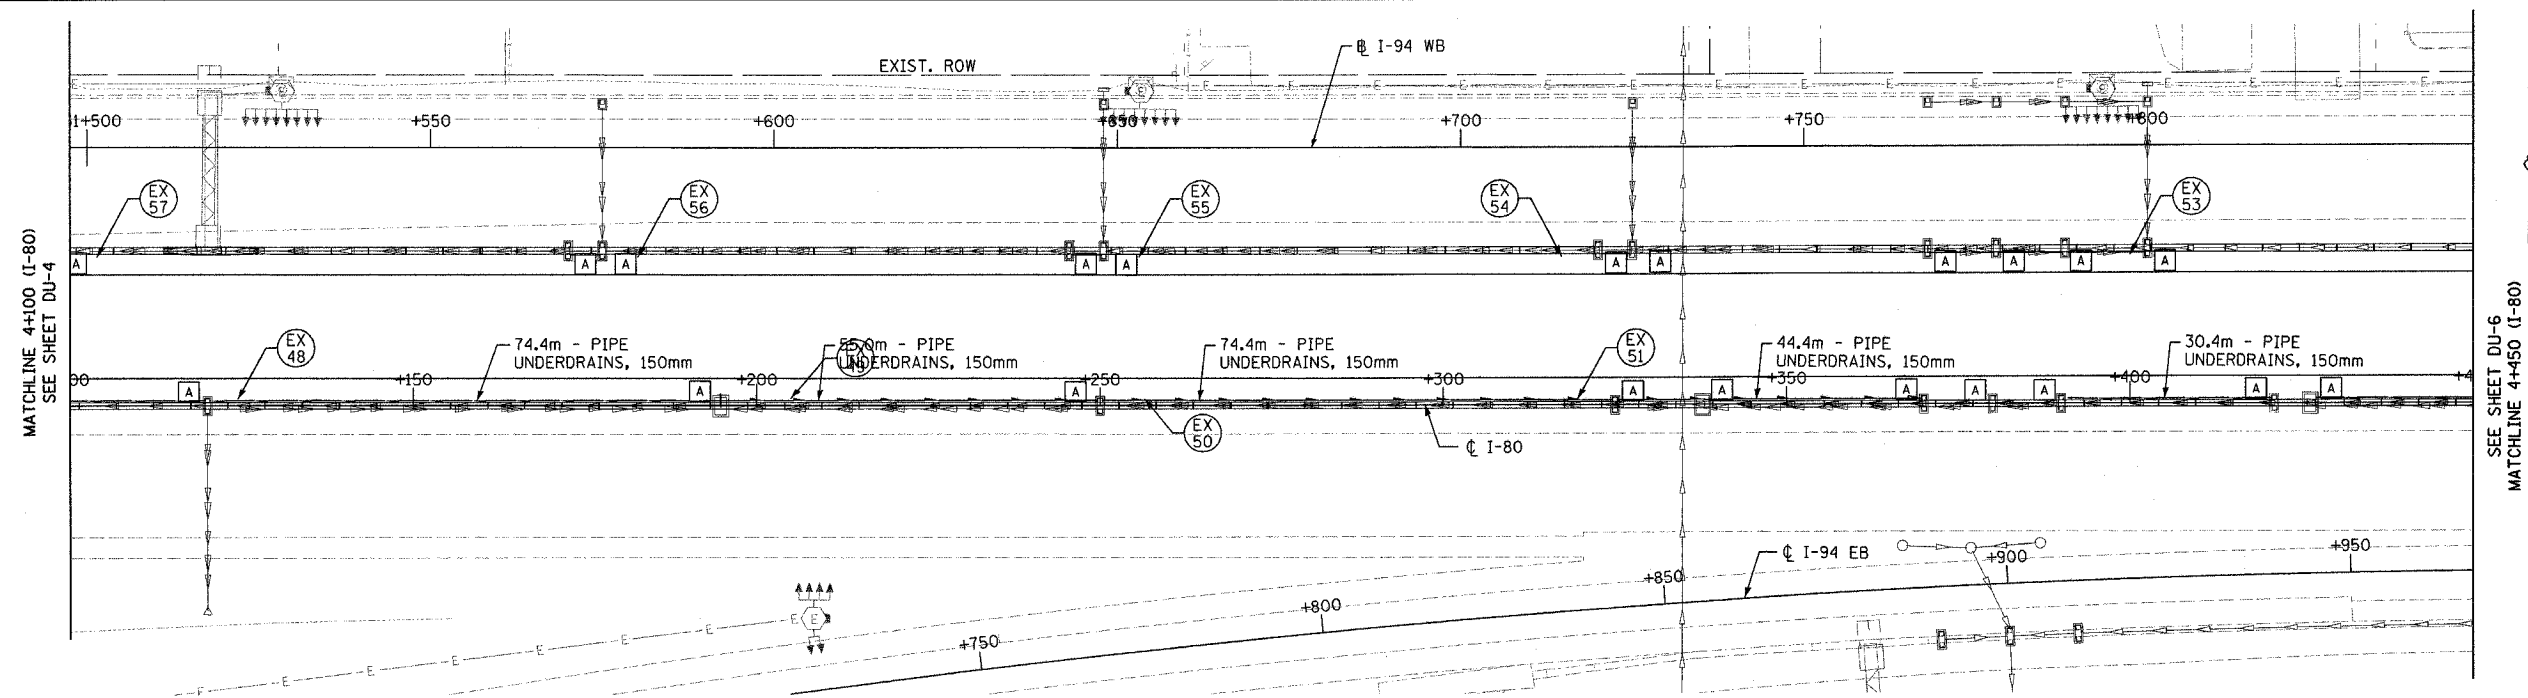 ℄ I-94 WB
EXIST. ROW
1+500
+550
+600
+650
+700
+750
+800
EX
57
EX
56
EX
55
EX
54
EX
53
A
A
A
A
A
A
A
A
A
A
A
MATCHLINE 4+100 (I-80)
SEE SHEET DU-4
EX
48
74.4m - PIPE
UNDERDRAINS, 150mm
- PIPE
UNDERDRAINS, 150mm
74.4m - PIPE
UNDERDRAINS, 150mm
EX
51
44.4m - PIPE
UNDERDRAINS, 150mm
30.4m - PIPE
UNDERDRAINS, 150mm
00
+150
+200
+250
+300
+350
+400
+4
A
A
A
A
A
A
A
A
A
A
EX
50
℄ I-80
SEE SHEET DU-6
MATCHLINE 4+450 (I-80)
℄ I-94 EB
+750
+800
+850
+900
+950
E
E
E
E
E
E
E
E